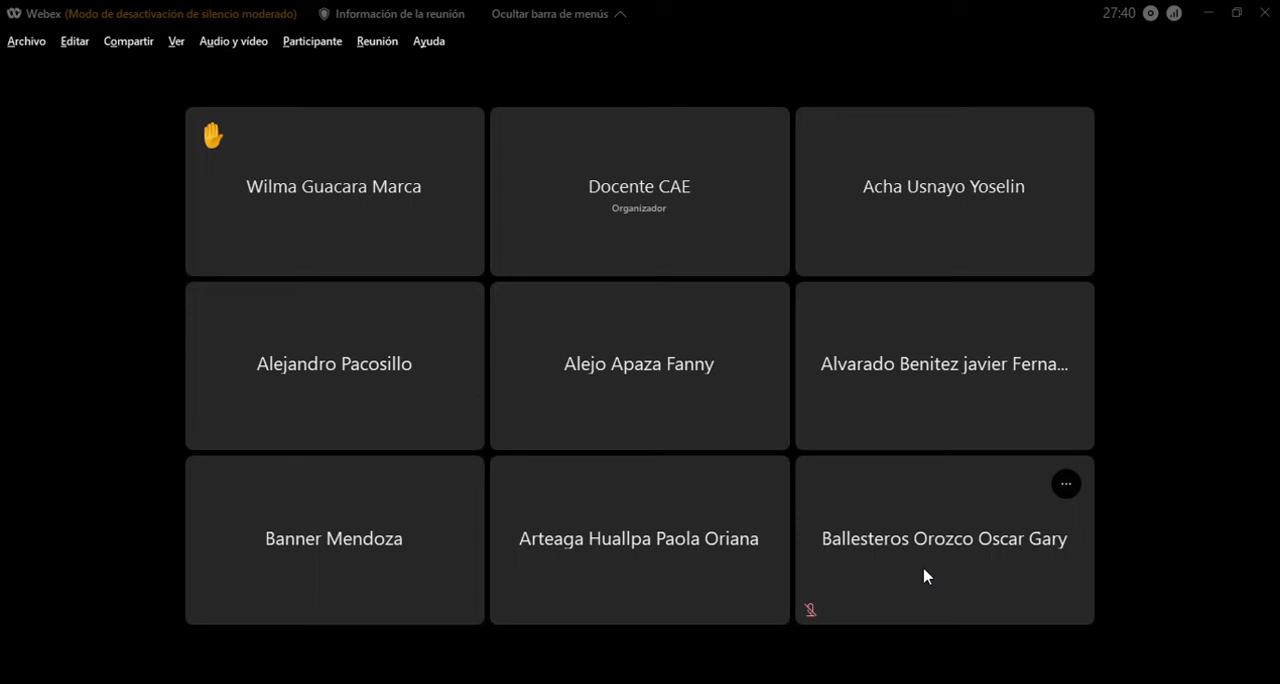 Webex (Modo de desactivación de silencio moderado) Información de la reunión Ocultar barra de menús 27:40
Archivo Editar Compartir Ver Audio y vídeo Participante Reunión Ayuda
Wilma Guacara Marca
Docente CAE
Organizador
Acha Usnayo Yoselin
Alejandro Pacosillo
Alejo Apaza Fanny
Alvarado Benitez javier Ferna...
Banner Mendoza
Arteaga Huallpa Paola Oriana
Ballesteros Orozco Oscar Gary